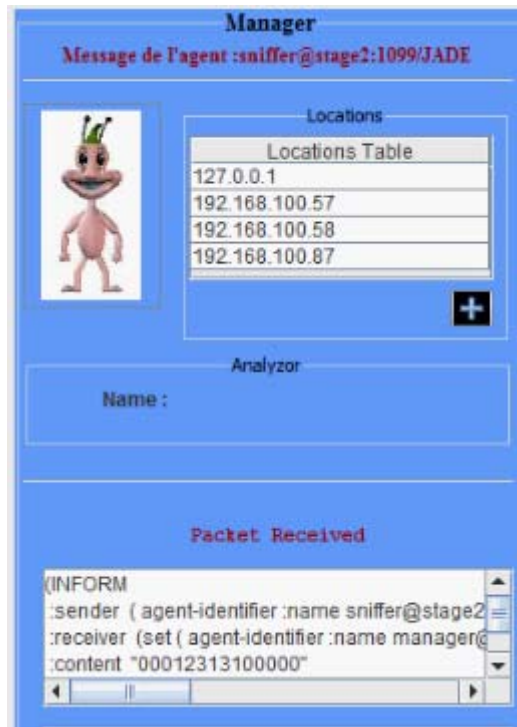 Manager
Message de l'agent :sniffer@stage2:1099/JADE
Locations
Locations Table
127.0.0.1
192.168.100.57
192.168.100.58
192.168.100.87
Analyzor
Name :
Packet Received
(INFORM
:sender ( agent-identifier :name sniffer@stage2
:receiver (set ( agent-identifier :name manager@
:content "00012313100000"